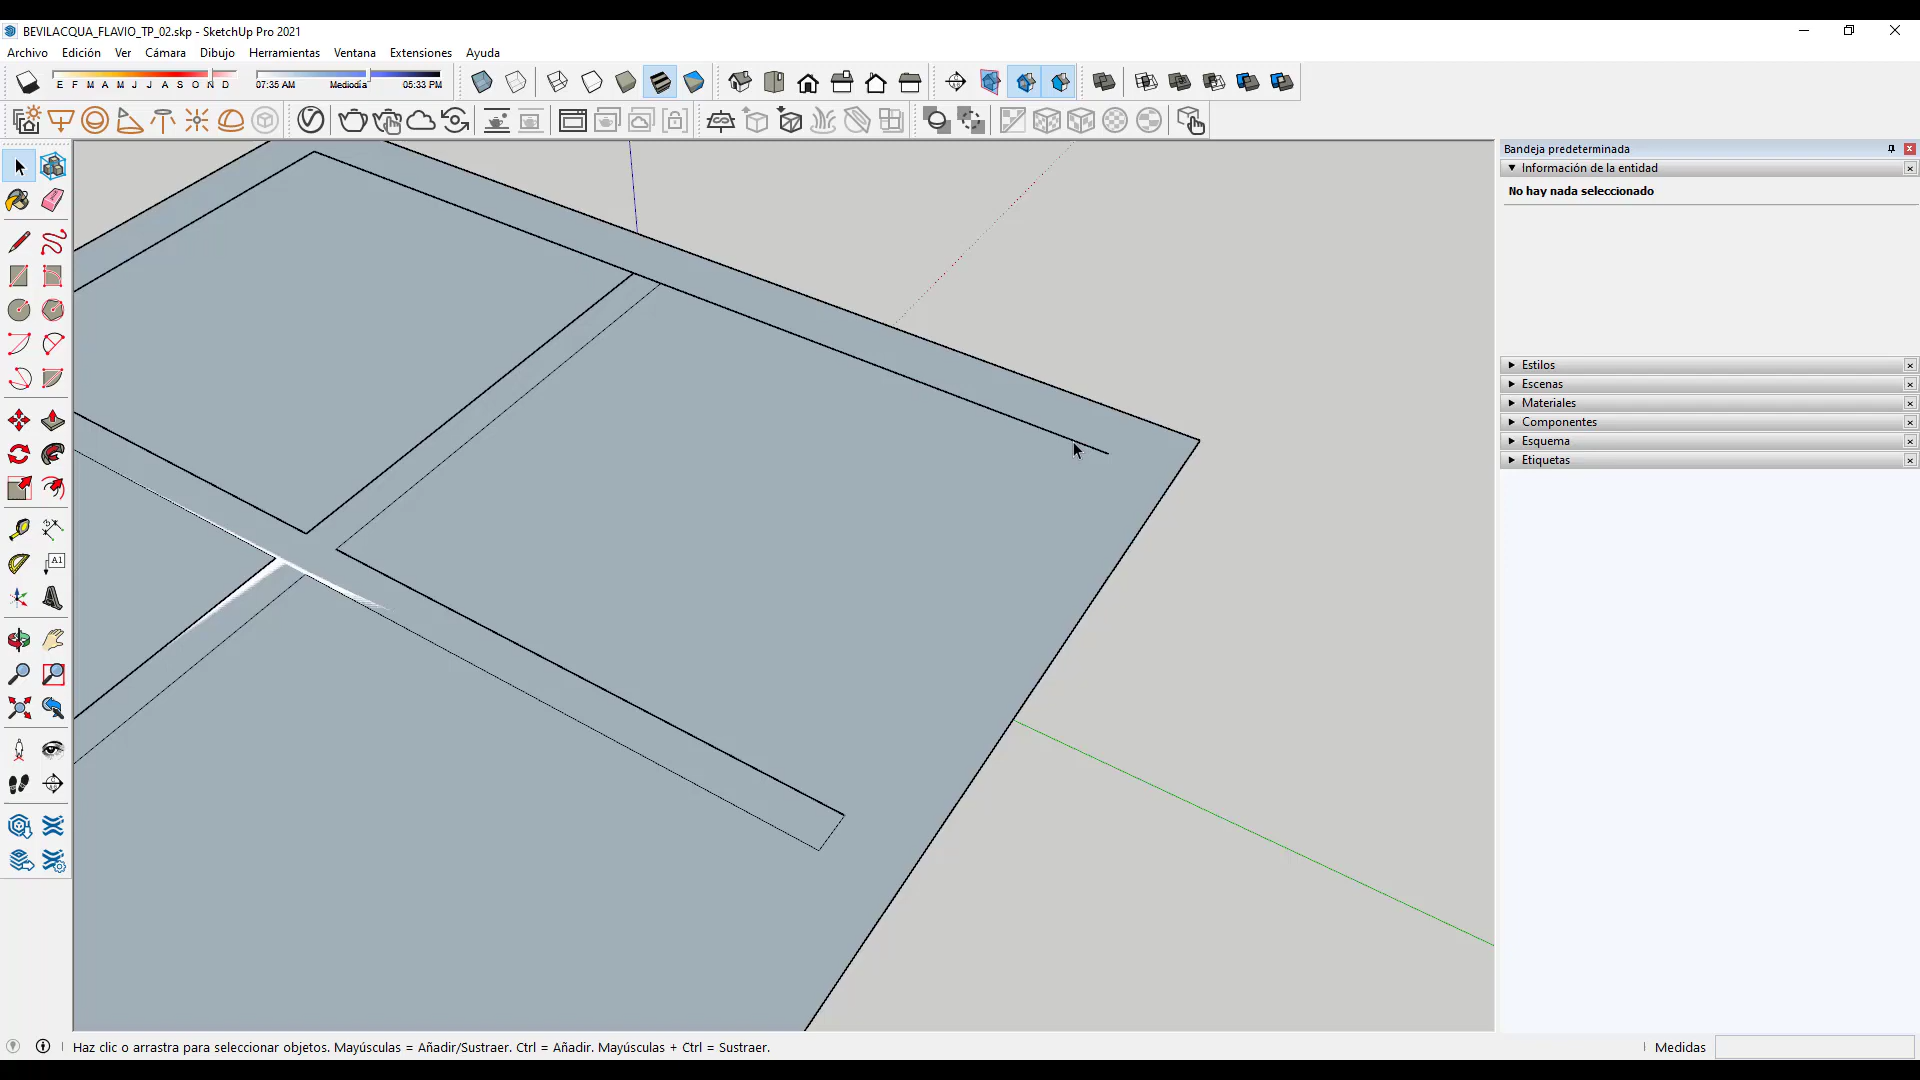 BEVILACQUA_FLAVIO_TP_02.skp - SketchUp Pro 2021
Archivo Edición Ver Cámara Dibujo Herramientas Ventana Extensiones Ayuda
E F M A M J J A S O N D 07:35 AM Mediodía 05:33 PM
Bandeja predeterminada
Información de la entidad
No hay nada seleccionado
Estilos
Escenas
Materiales
Componentes
Esquema
Etiquetas
A1
Haz clic o arrastra para seleccionar objetos. Mayúsculas = Añadir/Sustraer. Ctrl = Añadir. Mayúsculas + Ctrl = Sustraer.
Medidas